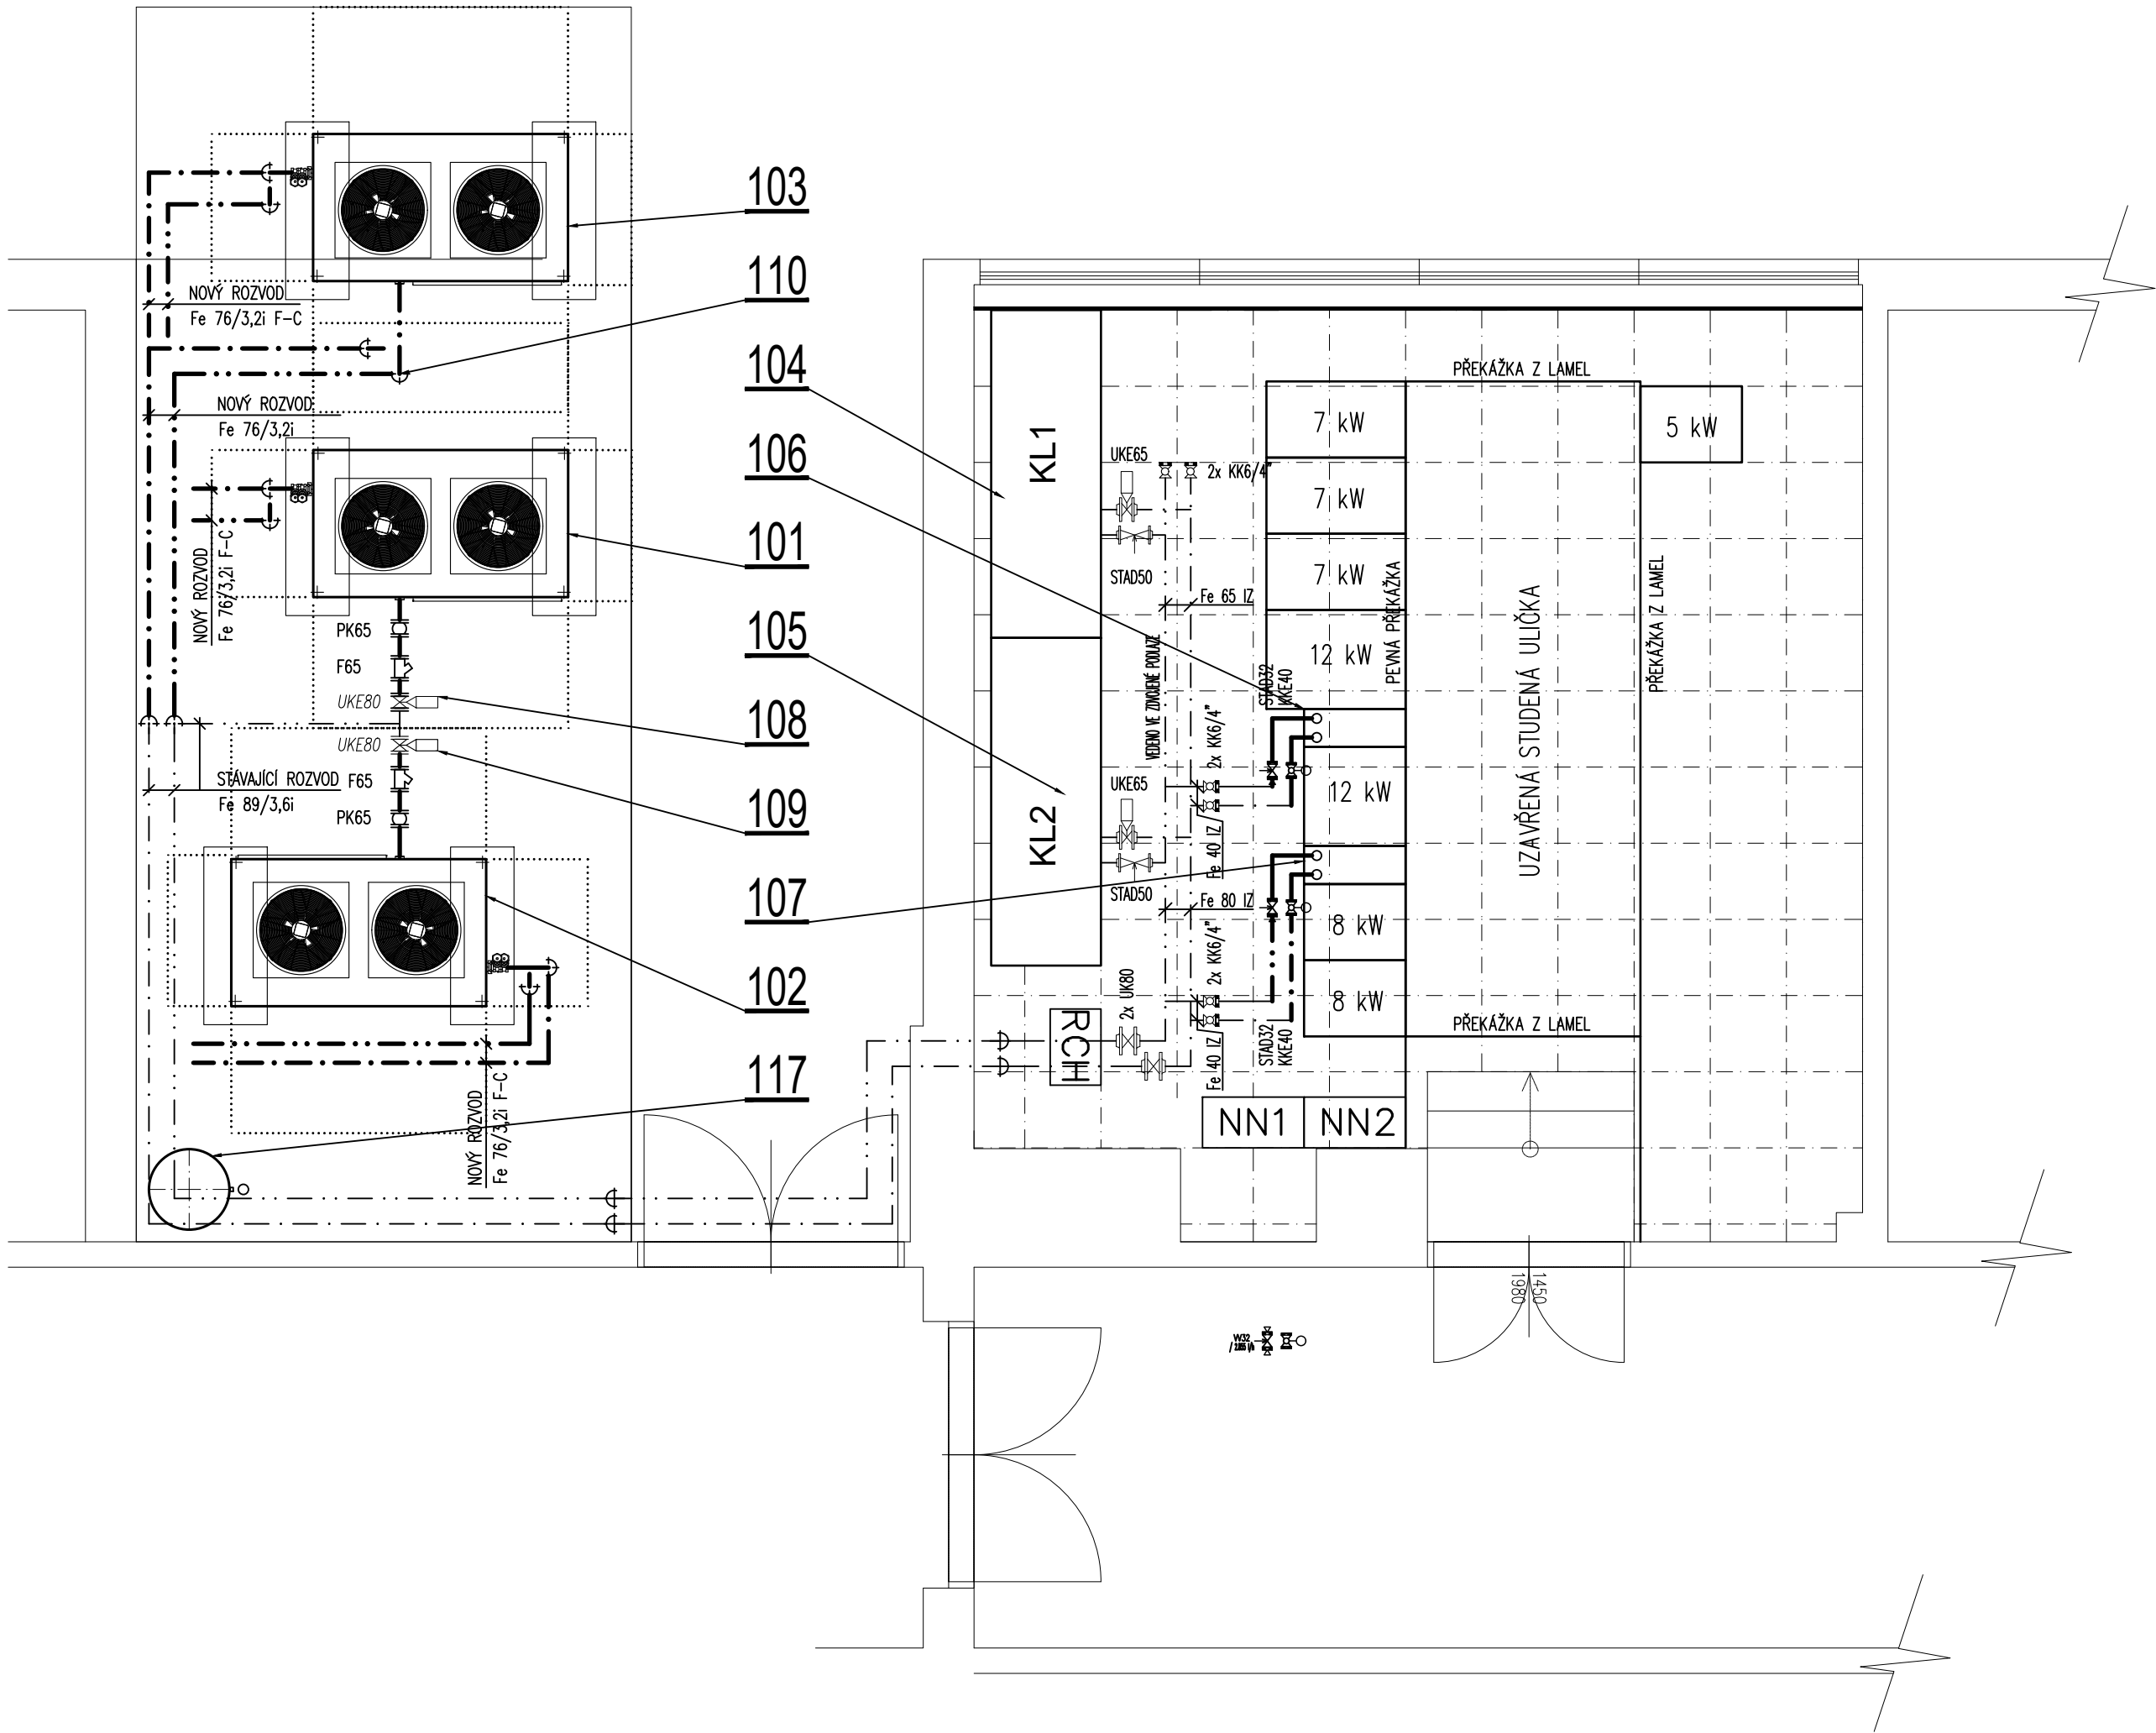 103
110
104
106
101
105
108
109
107
102
117
NOVÝ ROZVOD
Fe 76/3,2i F-C
NOVÝ ROZVOD
Fe 76/3,2i
NOVÝ ROZVOD
Fe 76/3,2i F-C
PK65
F65
UKE80
UKE80
STÁVAJÍCÍ ROZVOD
Fe 89/3,6i
F65
PK65
NOVÝ ROZVOD
Fe 76/3,2i F-C
KL1
KL2
RCH
UKE65
2x KK6/4"
STAD50
Fe 65 IZ
VEDENO VE ZDVOJENÉ PODLAZE
STAD32
KKE40
2x KK6/4"
UKE65
Fe 40 IZ
STAD50
Fe 80 IZ
2x KK6/4"
2x UK80
Fe 40 IZ
STAD32
KKE40
PŘEKÁŽKA Z LAMEL
7 kW
7 kW
7 kW
12 kW
12 kW
8 kW
8 kW
5 kW
PEVNÁ PŘEKÁŽKA
UZAVŘENÁ STUDENÁ ULIČKA
PŘEKÁŽKA Z LAMEL
PŘEKÁŽKA Z LAMEL
NN1
NN2
1450
1980
VV32